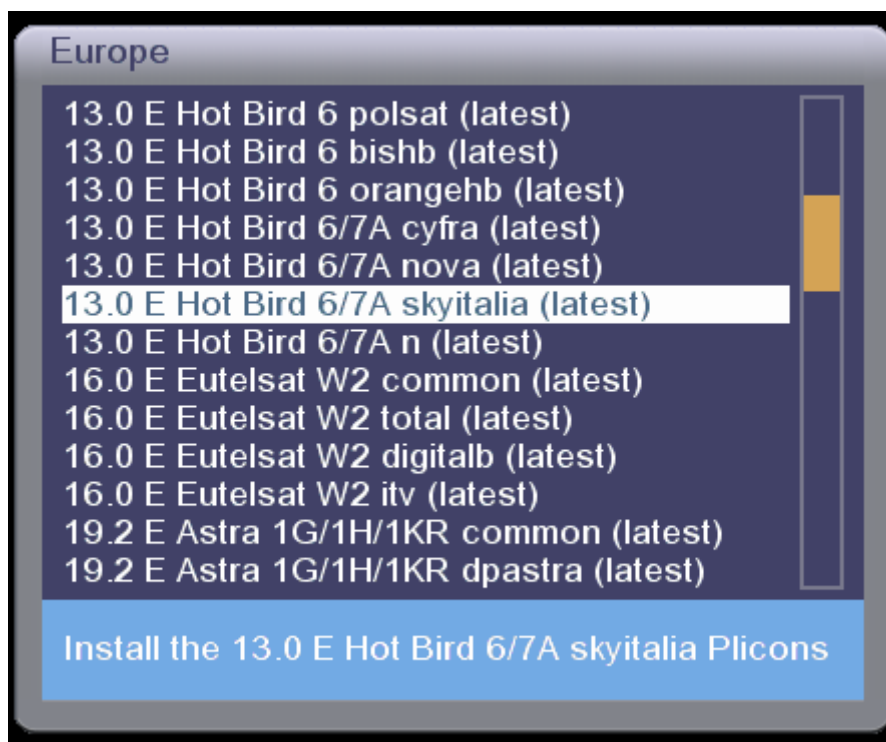 Europe
13.0 E Hot Bird 6 polsat (latest)
13.0 E Hot Bird 6 bishb (latest)
13.0 E Hot Bird 6 orangehb (latest)
13.0 E Hot Bird 6/7A cyfra (latest)
13.0 E Hot Bird 6/7A nova (latest)
13.0 E Hot Bird 6/7A skyitalia (latest)
13.0 E Hot Bird 6/7A n (latest)
16.0 E Eutelsat W2 common (latest)
16.0 E Eutelsat W2 total (latest)
16.0 E Eutelsat W2 digitalb (latest)
16.0 E Eutelsat W2 itv (latest)
19.2 E Astra 1G/1H/1KR common (latest)
19.2 E Astra 1G/1H/1KR dpastra (latest)
Install the 13.0 E Hot Bird 6/7A skyitalia Plicons